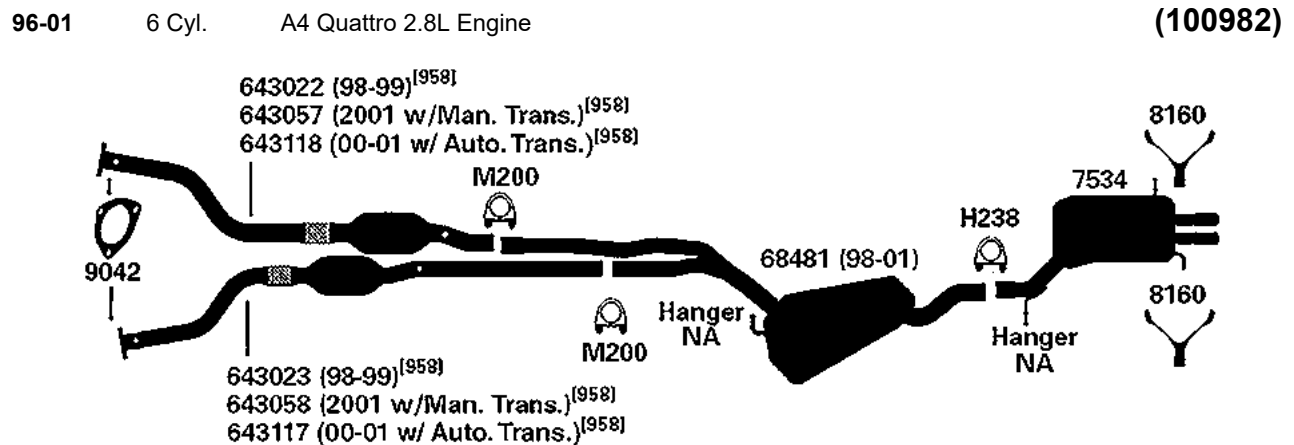 96-01 6 Cyl. A4 Quattro 2.8L Engine (100982)
643022 (98-99)[958]
643057 (2001 w/Man. Trans.)[958]
643118 (00-01 w/ Auto. Trans.)[958]
M200
8160
7534
H238
9042
68481 (98-01)
Hanger
NA
M200
Hanger
NA
8160
643023 (98-99)[958]
643058 (2001 w/Man. Trans.)[958]
643117 (00-01 w/ Auto. Trans.)[958]